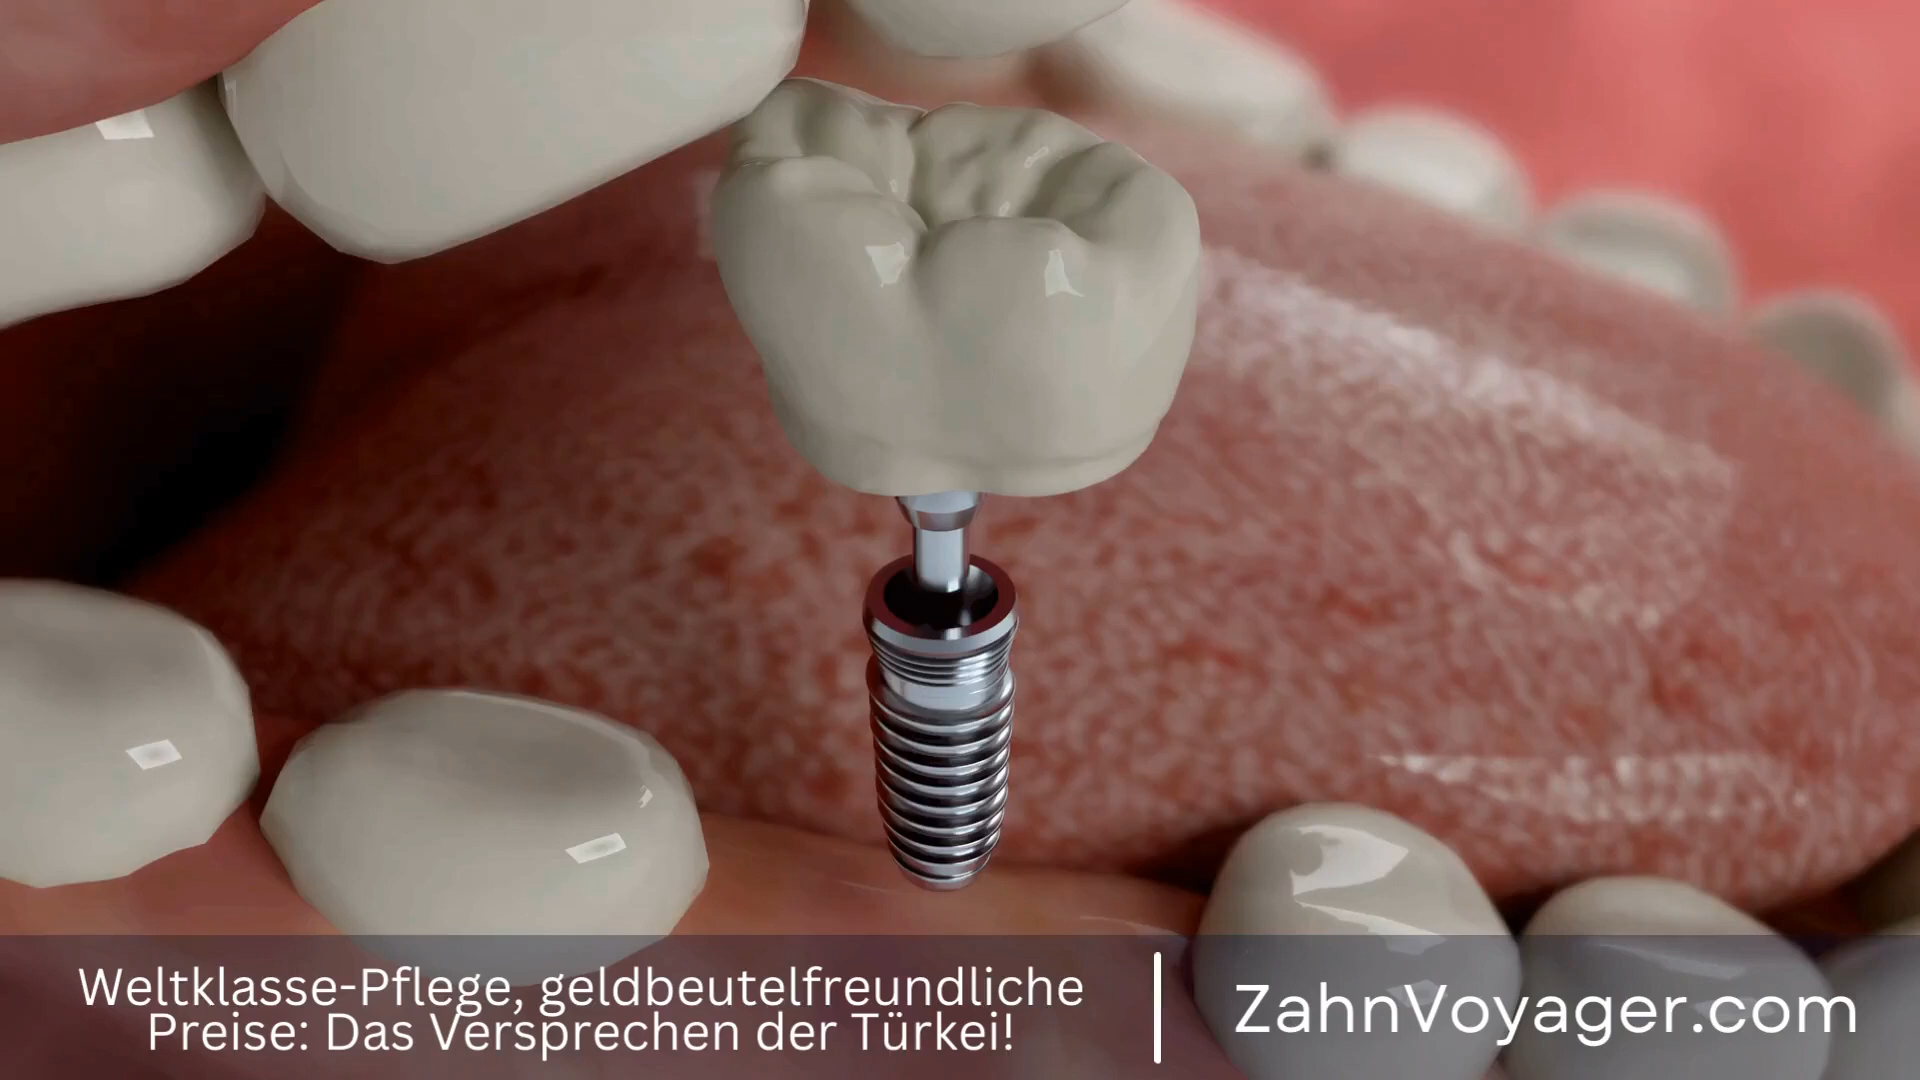 Weltklasse-Pflege, geldbeutelfreundliche
Preise: Das Versprechen der Türkei!
ZahnVoyager.com